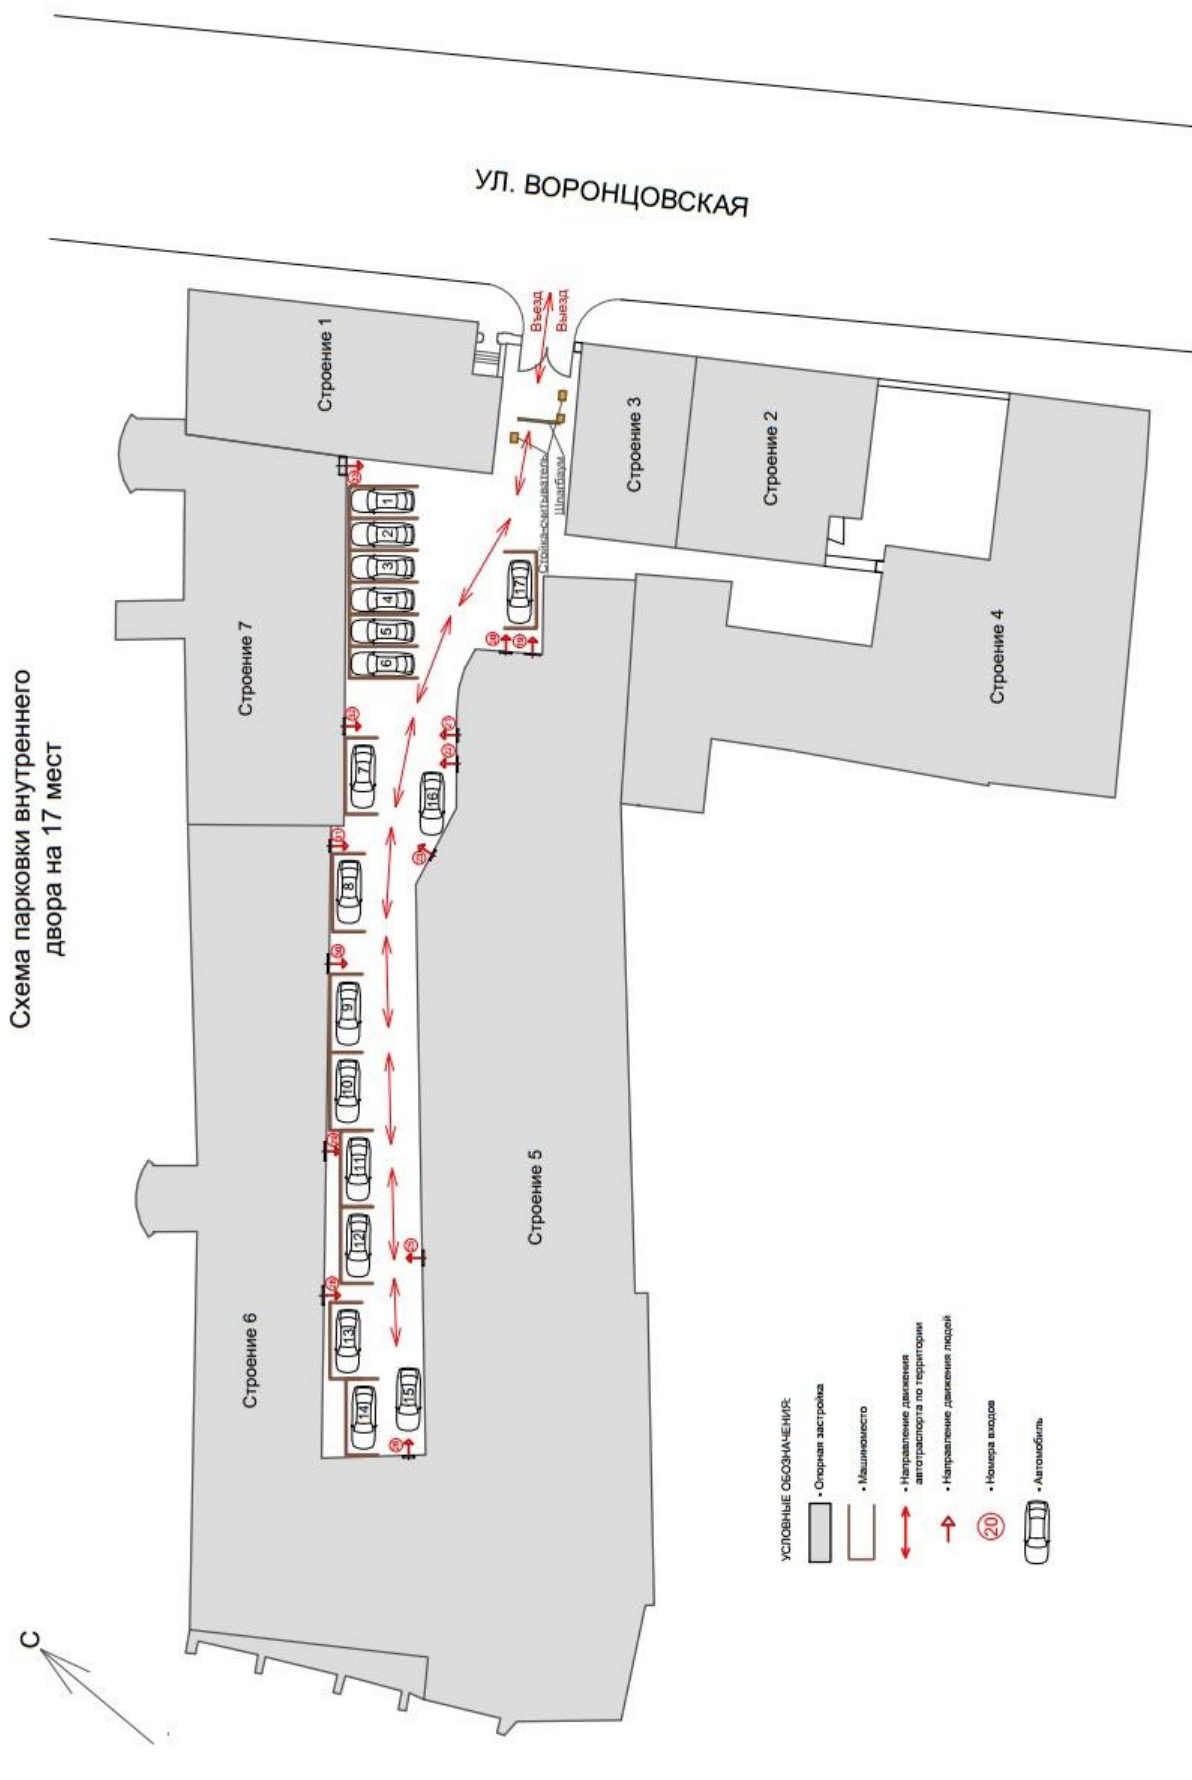 Схема парковки внутреннего
двора на 17 мест
УЛ. ВОРОНЦОВСКАЯ
Въезд
Выезд
Строение 1
Строение 3
Строение 2
Строение 4
Строение 7
Строение 6
Строение 5
Стойка-считыватель
Шлагбаум
1
2
3
4
5
6
7
8
9
10
11
12
13
14
15
16
17
20
19
С
УСЛОВНЫЕ ОБОЗНАЧЕНИЯ:
- Опорная застройка
- Машиноместо
- Направление движения
автотраспорта по территории
- Направление движения людей
20 - Номера входов
- Автомобиль